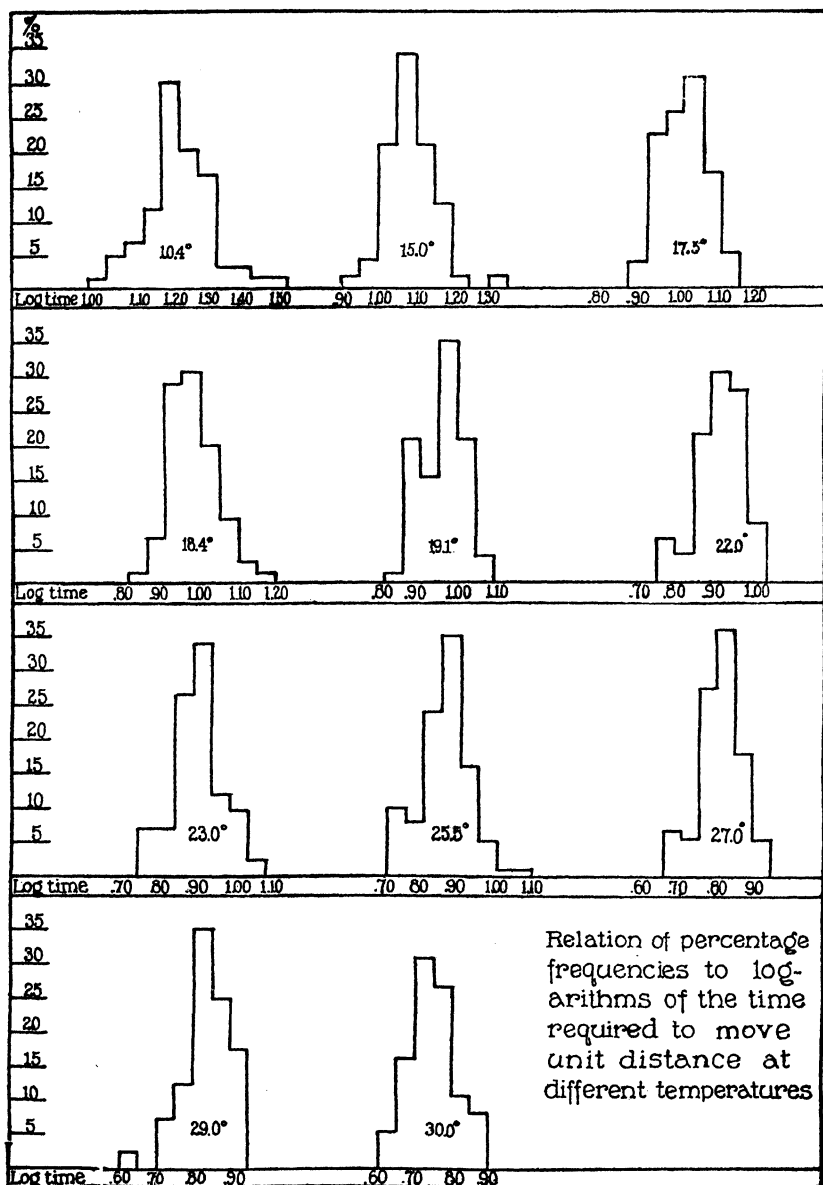 %
35
30
25
20
15
10
5
10.4° 15.0° 17.5°
Log time 1.00 1.10 1.20 1.30 1.40 1.50 .90 1.00 1.10 1.20 1.30 .80 .90 1.00 1.10 1.20
35
30
25
20
15
10
5
18.4° 19.1° 22.0°
Log time .80 .90 1.00 1.10 1.20 .80 .90 1.00 1.10 .70 .80 .90 1.00
35
30
25
20
15
10
5
23.0° 25.5° 27.0°
Log time .70 .80 .90 1.00 1.10 .70 .80 .90 1.00 1.10 .60 .70 .80 .90
35
30
25
20
15
10
5
29.0° 30.0°
Log time .60 .70 .80 .90 .60 .70 .80 .90
Relation of percentage
frequencies to log-
arithms of the time
required to move
unit distance at
different temperatures